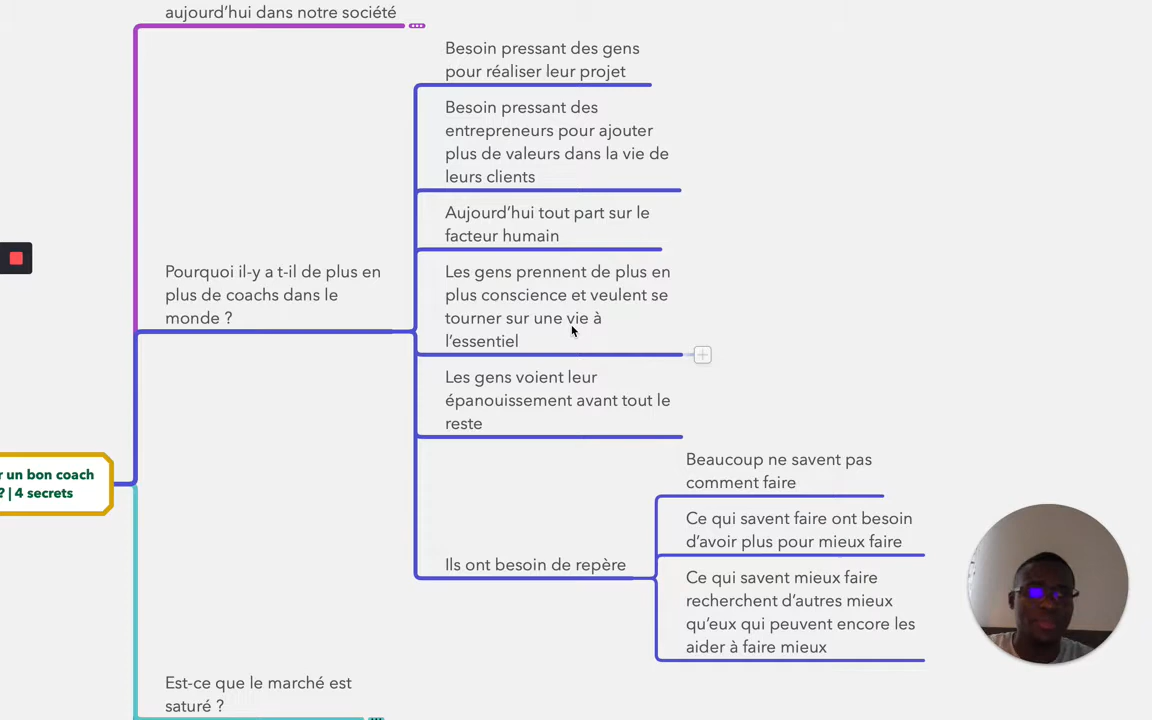 aujourd'hui dans notre société
Besoin pressant des gens
pour réaliser leur projet
Besoin pressant des
entrepreneurs pour ajouter
plus de valeurs dans la vie de
leurs clients
Aujourd'hui tout part sur le
facteur humain
Pourquoi il-y a t-il de plus en
plus de coachs dans le
monde ?
Les gens prennent de plus en
plus conscience et veulent se
tourner sur une vie à
l'essentiel
Les gens voient leur
épanouissement avant tout le
reste
r un bon coach
? | 4 secrets
Ils ont besoin de repère
Beaucoup ne savent pas
comment faire
Ce qui savent faire ont besoin
d'avoir plus pour mieux faire
Ce qui savent mieux faire
recherchent d'autres mieux
qu'eux qui peuvent encore les
aider à faire mieux
Est-ce que le marché est
saturé ?